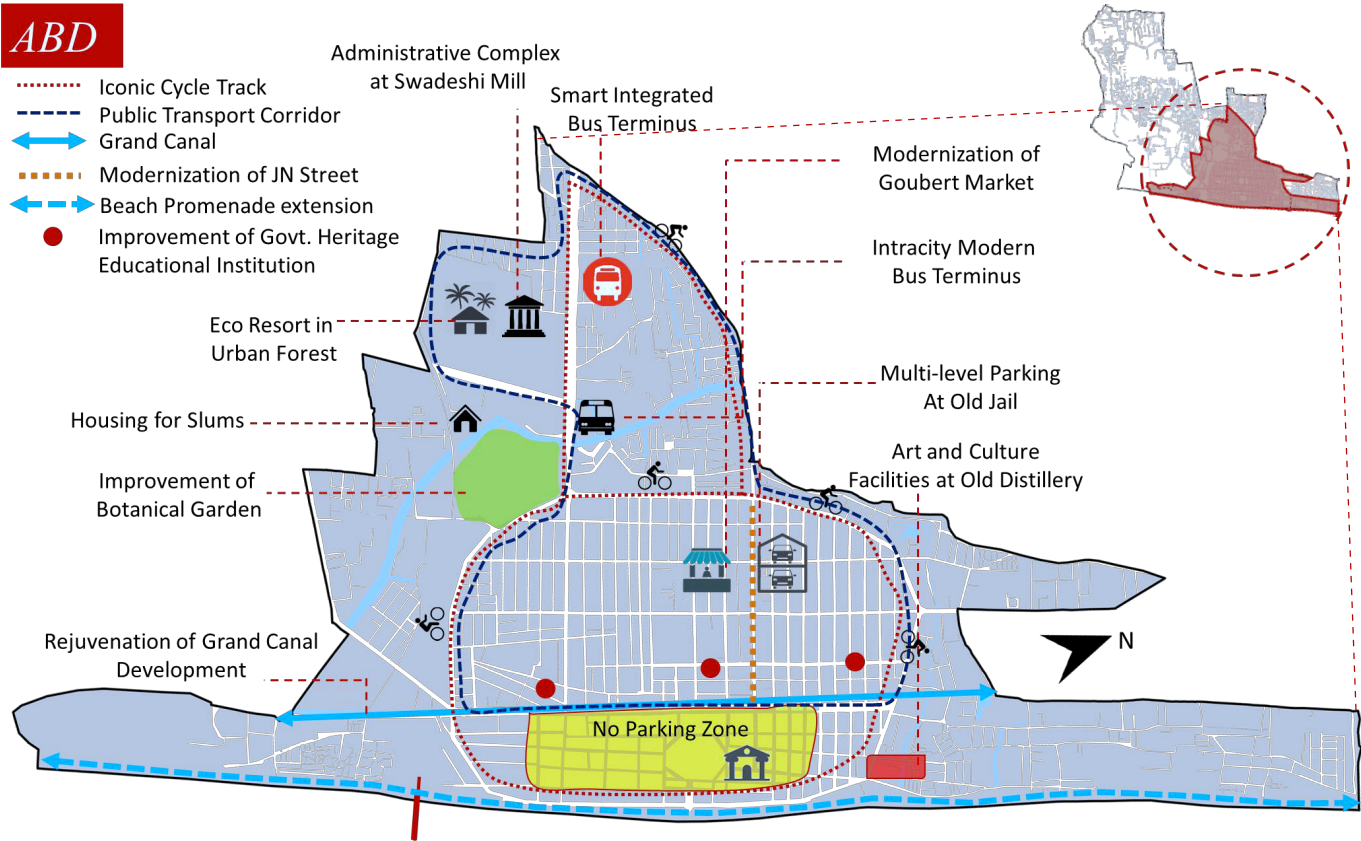 ABD
Iconic Cycle Track
Public Transport Corridor
Grand Canal
Modernization of JN Street
Beach Promenade extension
Improvement of Govt. Heritage
Educational Institution
Administrative Complex
at Swadeshi Mill
Smart Integrated
Bus Terminus
Modernization of
Goubert Market
Intracity Modern
Bus Terminus
Eco Resort in
Urban Forest
Multi-level Parking
At Old Jail
Housing for Slums
Art and Culture
Facilities at Old Distillery
Improvement of
Botanical Garden
Rejuvenation of Grand Canal
Development
N
No Parking Zone